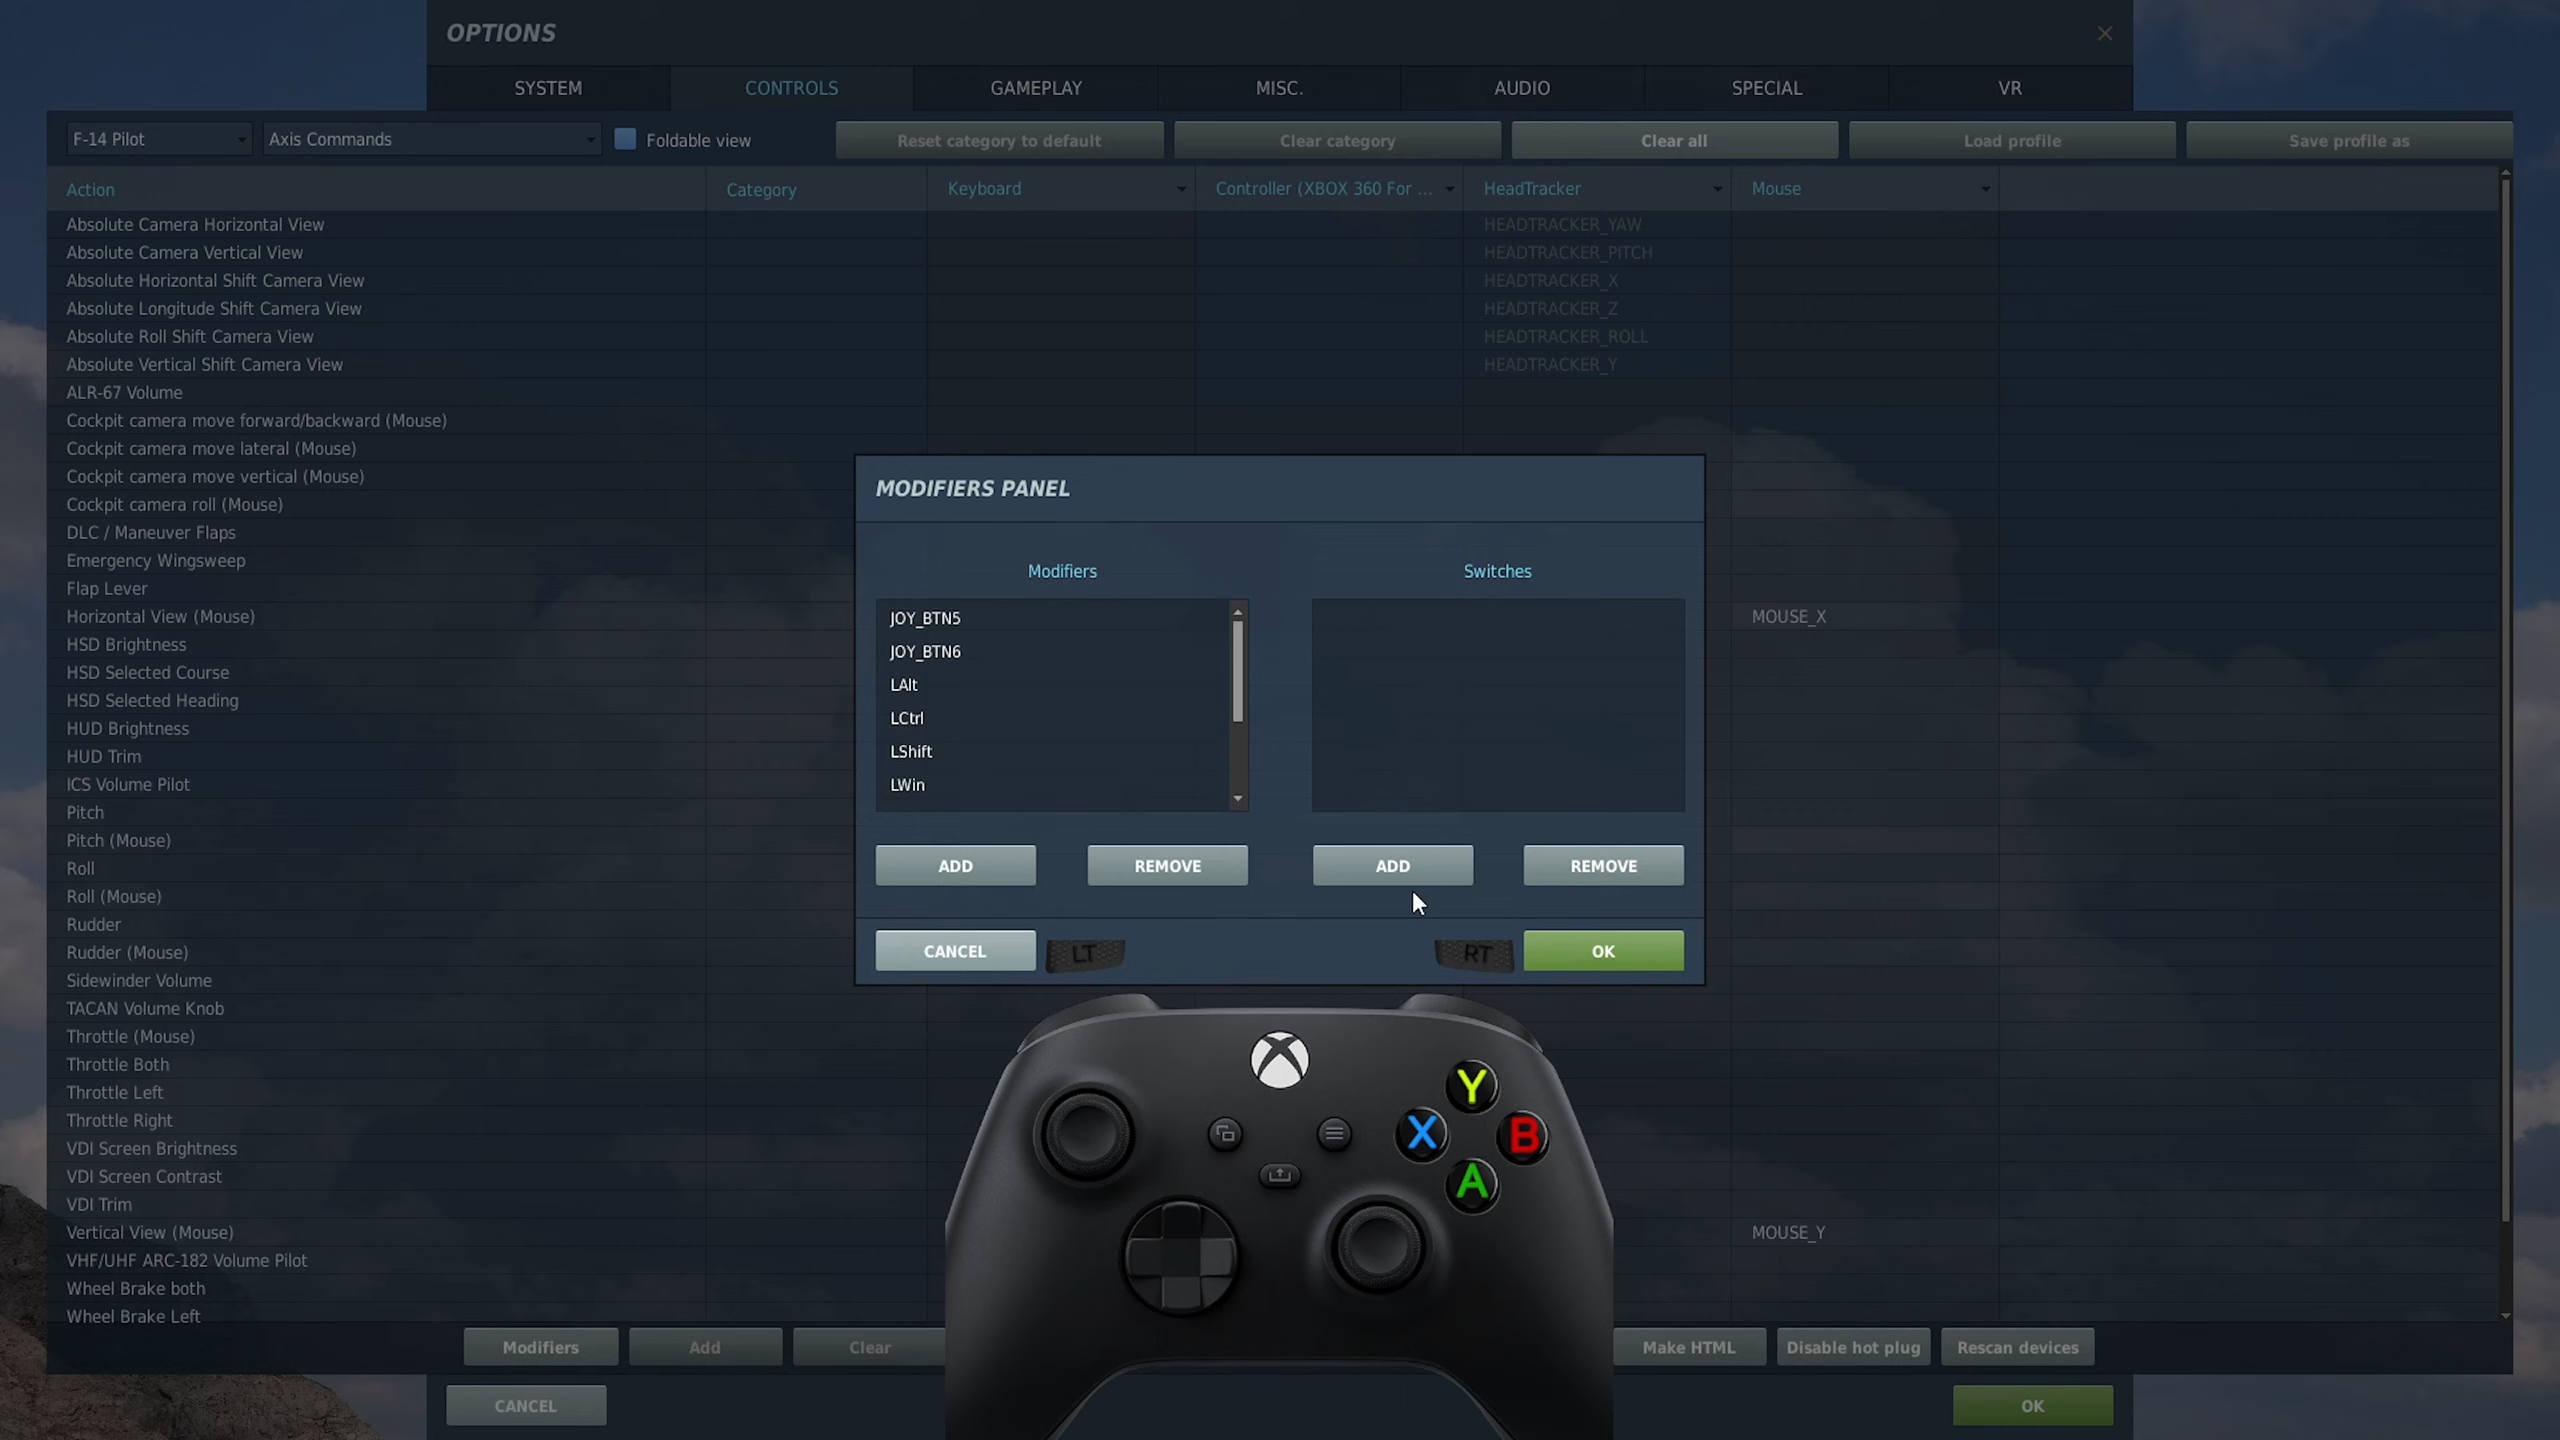 OPTIONS
×
SYSTEM CONTROLS GAMEPLAY MISC. AUDIO SPECIAL VR
F-14 Pilot Axis Commands Foldable view Reset category to default Clear category Clear all Load profile Save profile as
Action Category Keyboard Controller (XBOX 360 For ... HeadTracker Mouse
Absolute Camera Horizontal View HEADTRACKER_YAW
Absolute Camera Vertical View HEADTRACKER_PITCH
Absolute Horizontal Shift Camera View HEADTRACKER_X
Absolute Longitude Shift Camera View HEADTRACKER_Z
Absolute Roll Shift Camera View HEADTRACKER_ROLL
Absolute Vertical Shift Camera View HEADTRACKER_Y
ALR-67 Volume
Cockpit camera move forward/backward (Mouse)
Cockpit camera move lateral (Mouse)
Cockpit camera move vertical (Mouse)
Cockpit camera roll (Mouse)
DLC / Maneuver Flaps
Emergency Wingsweep
Flap Lever
Horizontal View (Mouse) MOUSE_X
HSD Brightness
HSD Selected Course
HSD Selected Heading
HUD Brightness
HUD Trim
ICS Volume Pilot
Pitch
Pitch (Mouse)
Roll
Roll (Mouse)
Rudder
Rudder (Mouse)
Sidewinder Volume
TACAN Volume Knob
Throttle (Mouse)
Throttle Both
Throttle Left
Throttle Right
VDI Screen Brightness
VDI Screen Contrast
VDI Trim
Vertical View (Mouse) MOUSE_Y
VHF/UHF ARC-182 Volume Pilot
Wheel Brake both
Wheel Brake Left
MODIFIERS PANEL
Modifiers Switches
JOY_BTN5
JOY_BTN6
LAlt
LCtrl
LShift
LWin
ADD REMOVE ADD REMOVE
CANCEL LT RT OK
Y
X B
A
Modifiers Add Clear Make HTML Disable hot plug Rescan devices
CANCEL OK